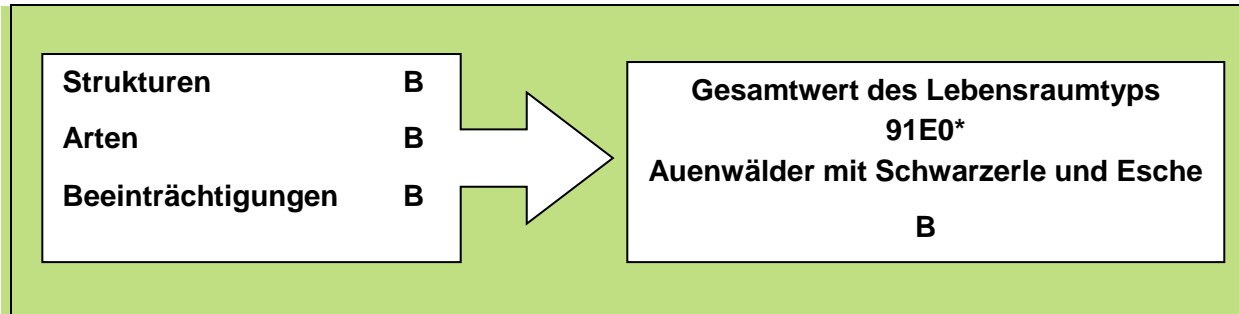 Strukturen B
Arten B
Beeinträchtigungen B
Gesamtwert des Lebensraumtyps
91E0*
Auenwälder mit Schwarzerle und Esche
B